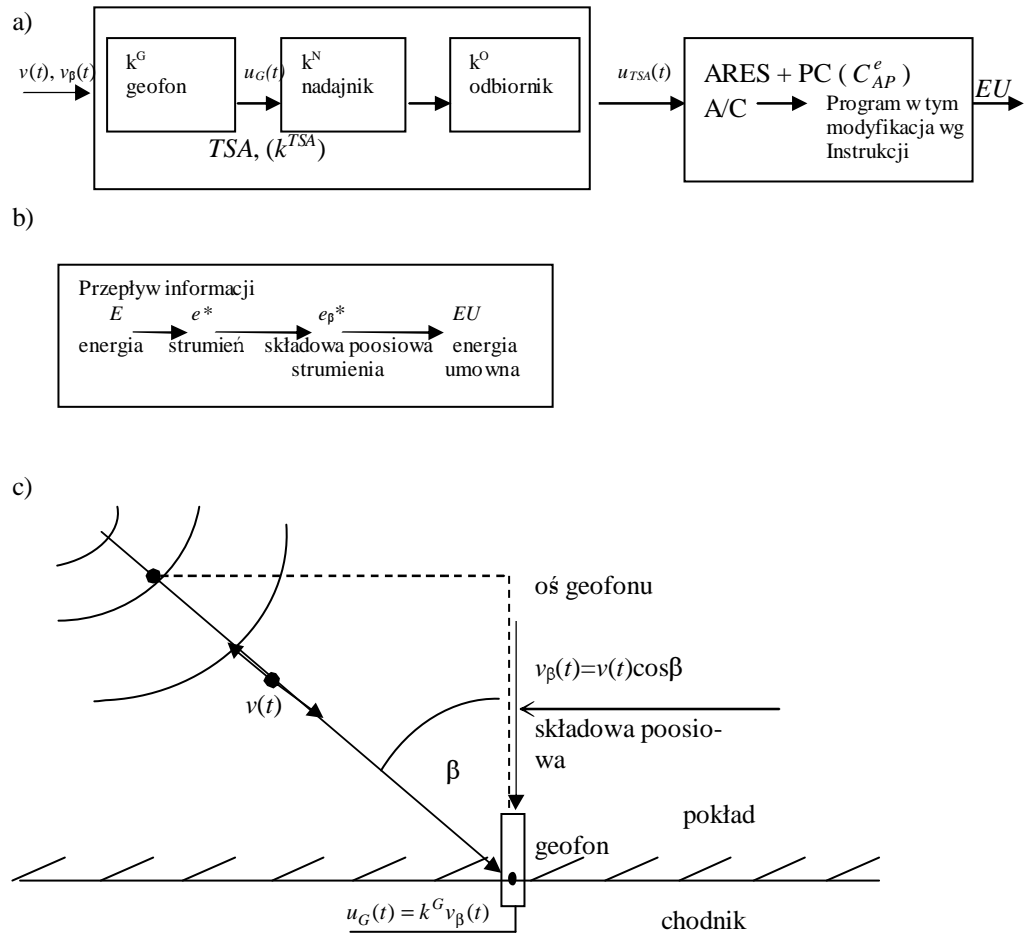 a)
v(t), vᵦ(t)
k^G
geofon
u_G(t)
k^N
nadajnik
k^O
odbiornik
TSA, (k^TSA)
u_TSA(t)
ARES + PC ( C^e_AP )
A/C
Program w tym
modyfikacja wg
Instrukcji
EU
b)
Przepływ informacji
E e* eᵦ* EU
energia strumień składowa poosiowa energia
strumienia umowna
c)
oś geofonu
vᵦ(t)=v(t)cosβ
składowa poosio-
wa
v(t)
β
pokład
geofon
u_G(t) = k^G vᵦ(t)
chodnik